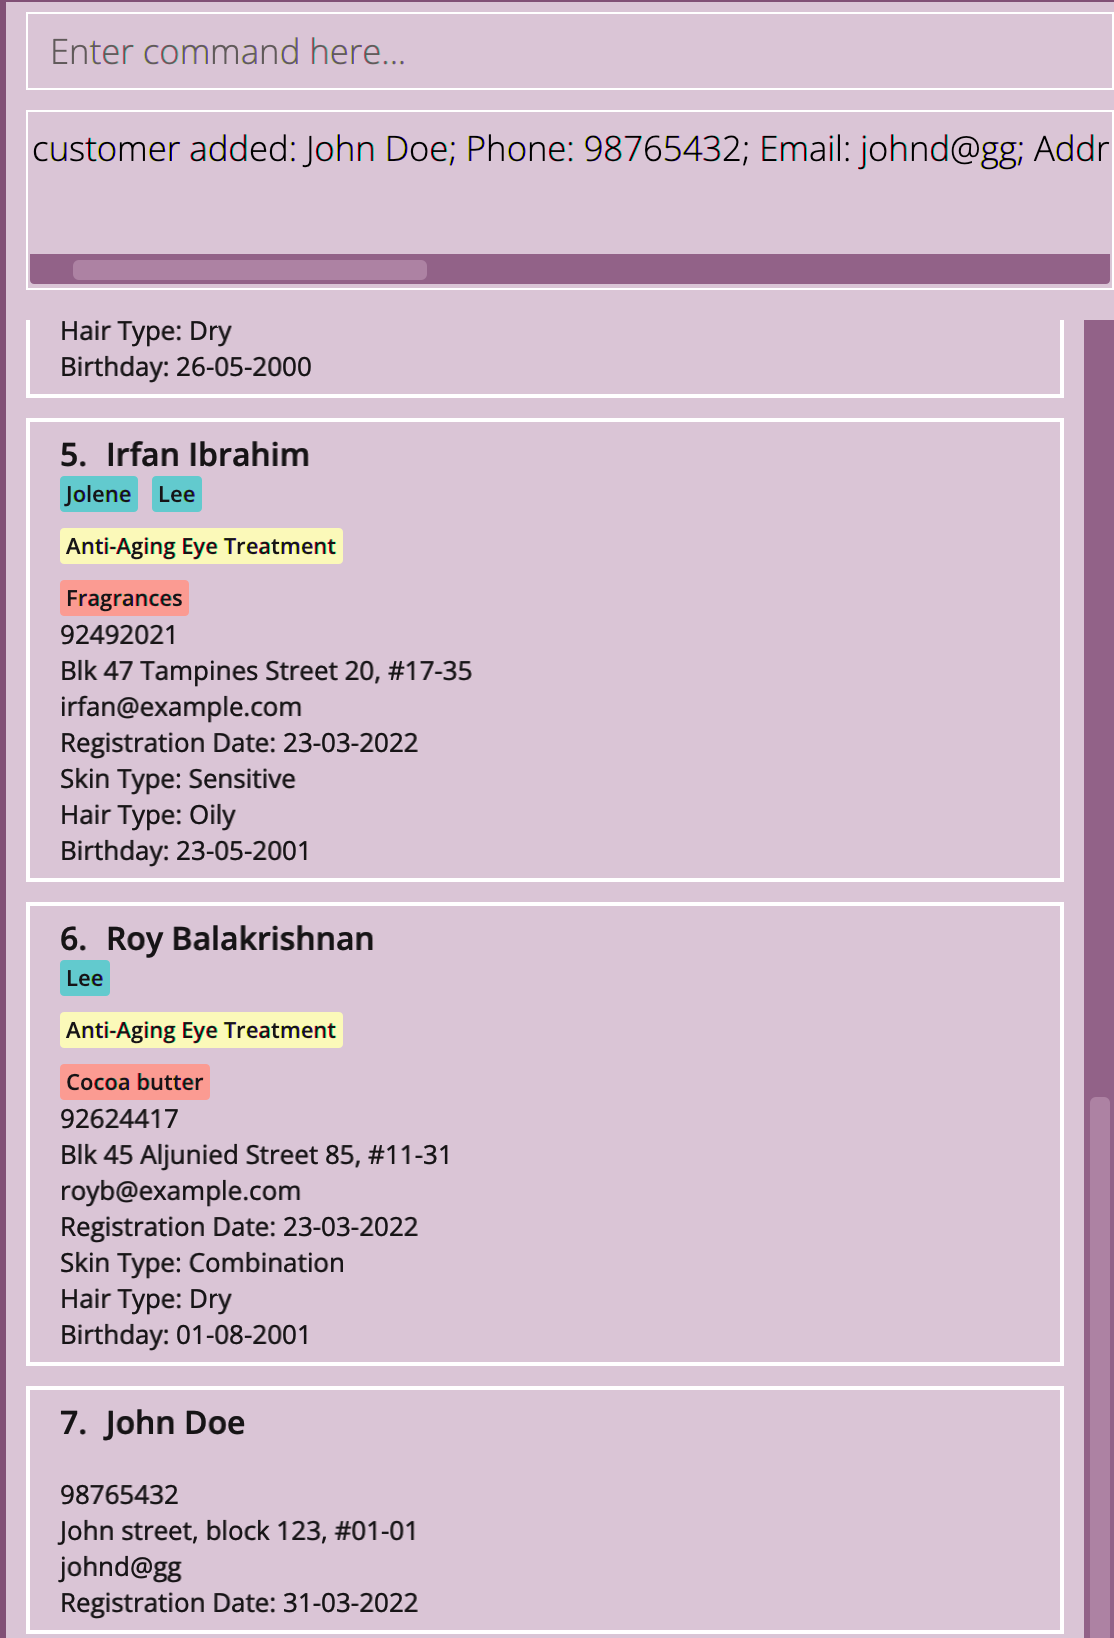 Enter command here...
customer added: John Doe; Phone: 98765432; Email: johnd@gg; Addr
Hair Type: Dry
Birthday: 26-05-2000
5. Irfan Ibrahim
Jolene Lee
Anti-Aging Eye Treatment
Fragrances
92492021
Blk 47 Tampines Street 20, #17-35
irfan@example.com
Registration Date: 23-03-2022
Skin Type: Sensitive
Hair Type: Oily
Birthday: 23-05-2001
6. Roy Balakrishnan
Lee
Anti-Aging Eye Treatment
Cocoa butter
92624417
Blk 45 Aljunied Street 85, #11-31
royb@example.com
Registration Date: 23-03-2022
Skin Type: Combination
Hair Type: Dry
Birthday: 01-08-2001
7. John Doe
98765432
John street, block 123, #01-01
johnd@gg
Registration Date: 31-03-2022